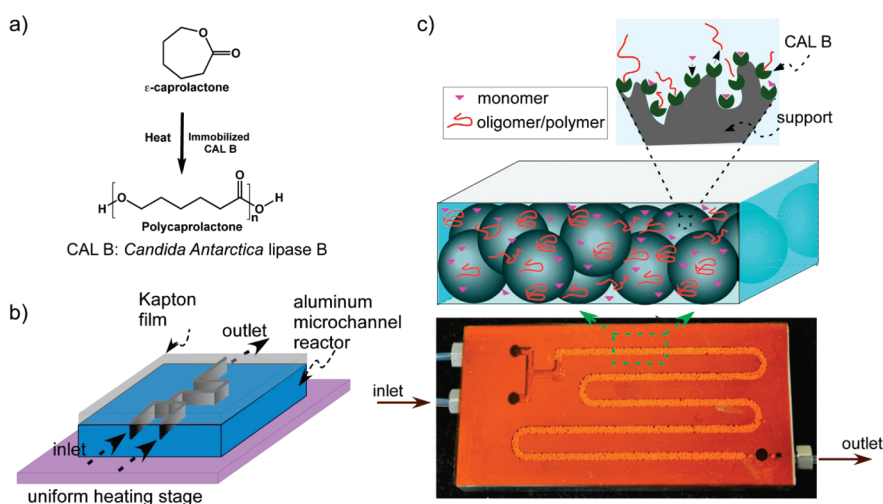 a)
O
O
ε-caprolactone
Heat
Immobilized
CAL B
H
O
O
O
H
n
Polycaprolactone
CAL B: Candida Antarctica lipase B
b)
Kapton
film
outlet
aluminum
microchannel
reactor
inlet
uniform heating stage
c)
CAL B
monomer
oligomer/polymer
support
inlet
outlet